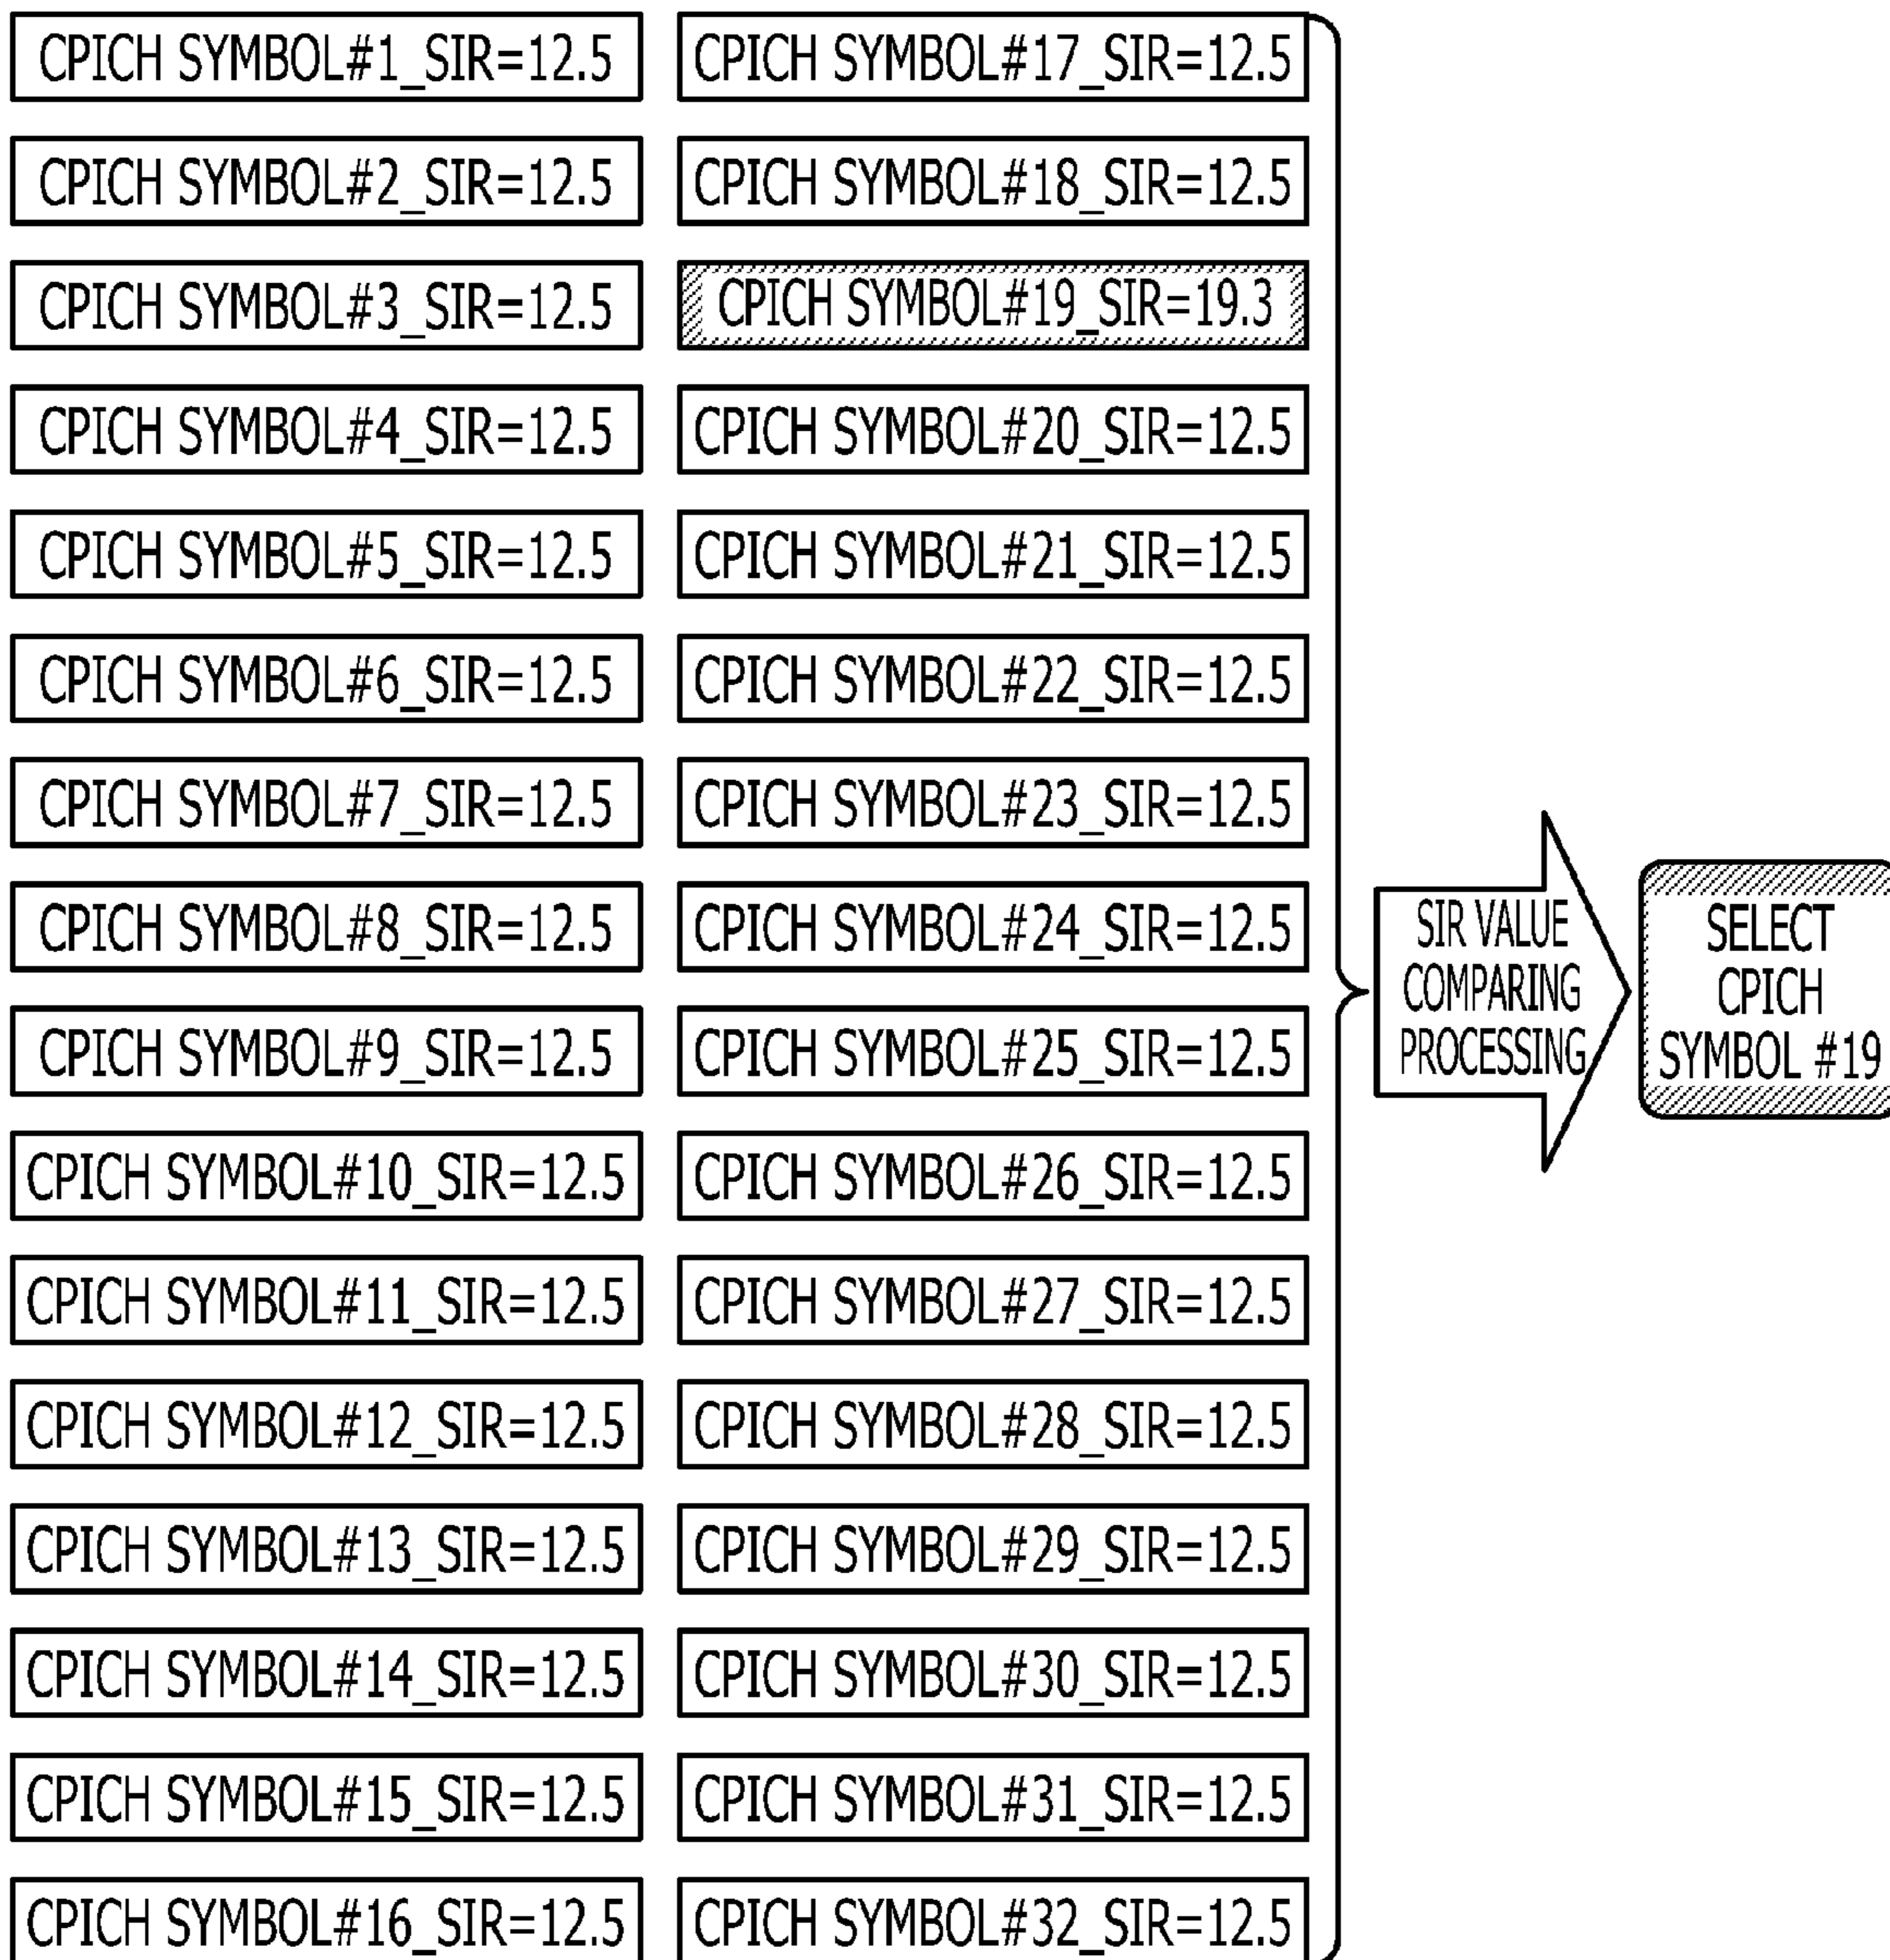 CPICH SYMBOL#1_SIR=12.5
CPICH SYMBOL#2_SIR=12.5
CPICH SYMBOL#3_SIR=12.5
CPICH SYMBOL#4_SIR=12.5
CPICH SYMBOL#5_SIR=12.5
CPICH SYMBOL#6_SIR=12.5
CPICH SYMBOL#7_SIR=12.5
CPICH SYMBOL#8_SIR=12.5
CPICH SYMBOL#9_SIR=12.5
CPICH SYMBOL#10_SIR=12.5
CPICH SYMBOL#11_SIR=12.5
CPICH SYMBOL#12_SIR=12.5
CPICH SYMBOL#13_SIR=12.5
CPICH SYMBOL#14_SIR=12.5
CPICH SYMBOL#15_SIR=12.5
CPICH SYMBOL#16_SIR=12.5
CPICH SYMBOL#17_SIR=12.5
CPICH SYMBOL#18_SIR=12.5
CPICH SYMBOL#19_SIR=19.3
CPICH SYMBOL#20_SIR=12.5
CPICH SYMBOL#21_SIR=12.5
CPICH SYMBOL#22_SIR=12.5
CPICH SYMBOL#23_SIR=12.5
CPICH SYMBOL#24_SIR=12.5
CPICH SYMBOL#25_SIR=12.5
CPICH SYMBOL#26_SIR=12.5
CPICH SYMBOL#27_SIR=12.5
CPICH SYMBOL#28_SIR=12.5
CPICH SYMBOL#29_SIR=12.5
CPICH SYMBOL#30_SIR=12.5
CPICH SYMBOL#31_SIR=12.5
CPICH SYMBOL#32_SIR=12.5
SIR VALUE
COMPARING
PROCESSING
SELECT
CPICH
SYMBOL #19